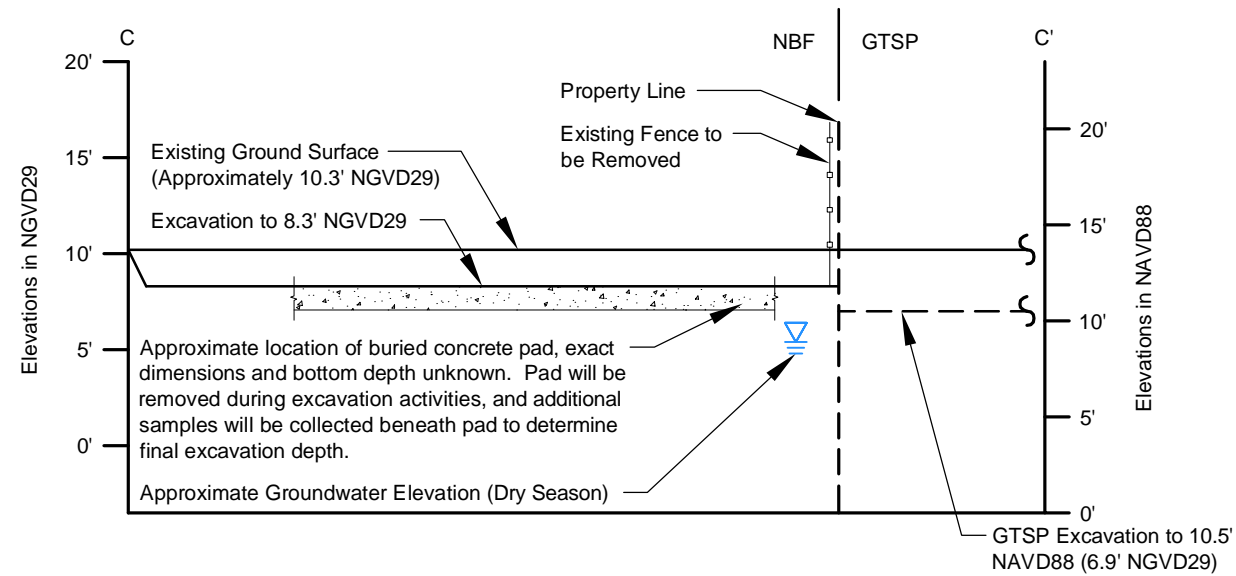 C
NBF
GTSP
C'
20'
15'
10'
5'
0'
Elevations in NGVD29
Property Line
Existing Fence to
be Removed
Existing Ground Surface
(Approximately 10.3' NGVD29)
Excavation to 8.3' NGVD29
Approximate location of buried concrete pad, exact
dimensions and bottom depth unknown.  Pad will be
removed during excavation activities, and additional
samples will be collected beneath pad to determine
final excavation depth.
Approximate Groundwater Elevation (Dry Season)
20'
15'
10'
5'
0'
Elevations in NAVD88
GTSP Excavation to 10.5'
NAVD88 (6.9' NGVD29)